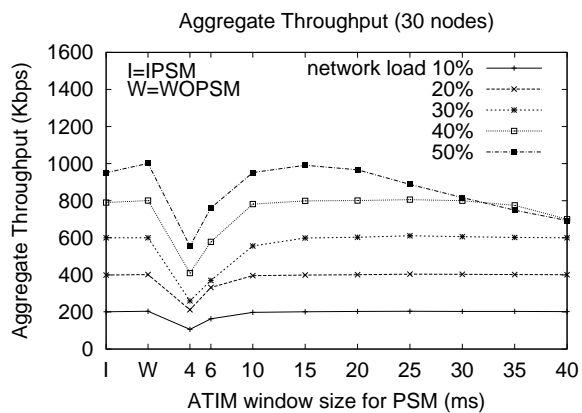 Aggregate Throughput (30 nodes)
Aggregate Throughput (Kbps)
1600
1400
1200
1000
800
600
400
200
0
I=IPSM
W=WOPSM
network load 10%
20%
30%
40%
50%
I W 4 6 10 15 20 25 30 35 40
ATIM window size for PSM (ms)